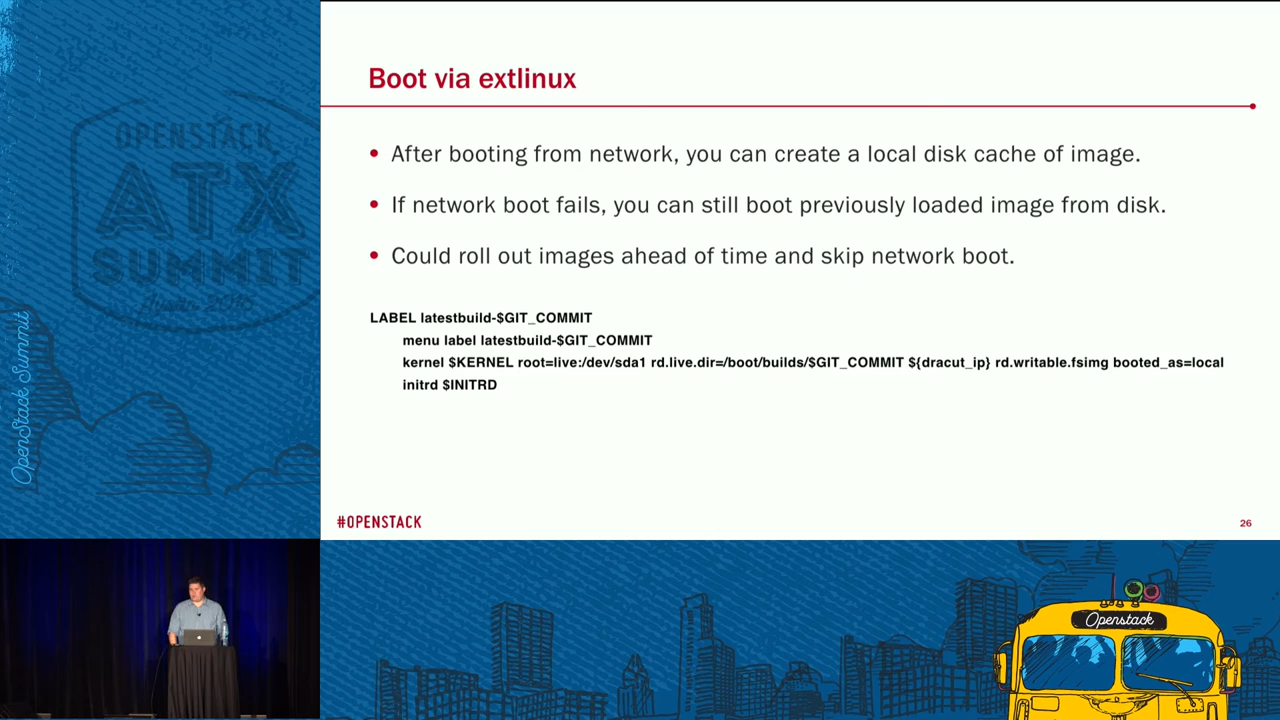 Boot via extlinux
• After booting from network, you can create a local disk cache of image.
• If network boot fails, you can still boot previously loaded image from disk.
• Could roll out images ahead of time and skip network boot.
LABEL latestbuild-$GIT_COMMIT
menu label latestbuild-$GIT_COMMIT
kernel $KERNEL root=live:/dev/sda1 rd.live.dir=/boot/builds/$GIT_COMMIT ${dracut_ip} rd.writable.fsimg booted_as=local
initrd $INITRD
#OPENSTACK
26
OPENSTACK
ATX
SUMMIT
Austin 2016
OpenStack Summit
Openstack